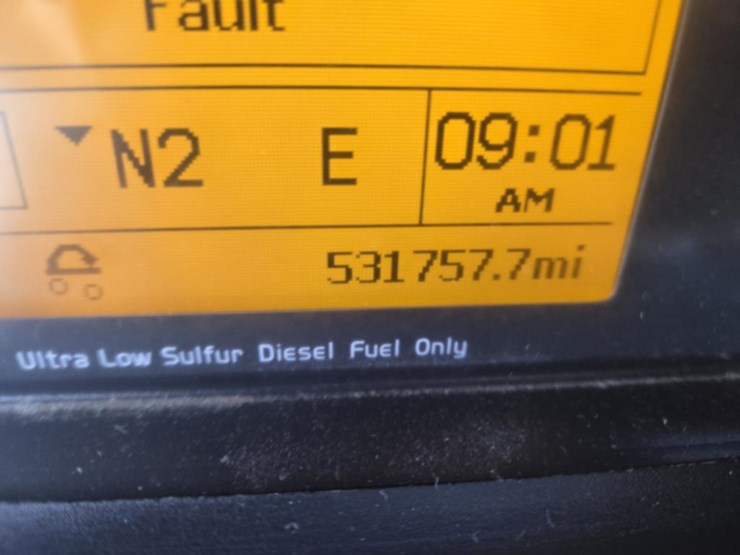 Fault
N2 E 09:01
AM
531757.7mi
Ultra Low Sulfur Diesel Fuel Only